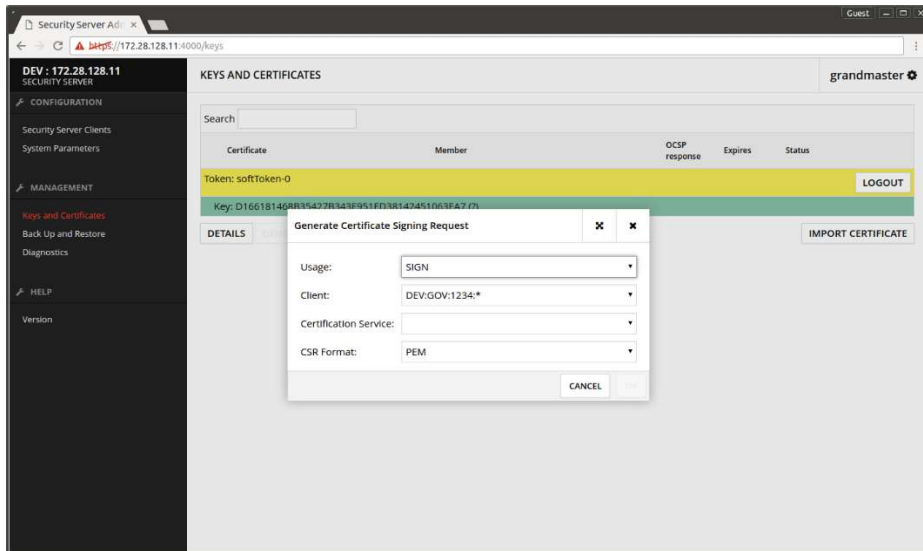 Guest
Security Server Adm
https://172.28.128.11:4000/keys
DEV : 172.28.128.11
SECURITY SERVER
KEYS AND CERTIFICATES
grandmaster
CONFIGURATION
Security Server Clients
System Parameters
MANAGEMENT
Keys and Certificates
Back Up and Restore
Diagnostics
HELP
Version
Search
Certificate Member OCSP response Expires Status
Token: softToken-0
LOGOUT
Key: D166181468B35427B343E951FD38142451063EA7 (?)
DETAILS
IMPORT CERTIFICATE
Generate Certificate Signing Request
Usage: SIGN
Client: DEV:GOV:1234:*
Certification Service:
CSR Format: PEM
CANCEL
OK